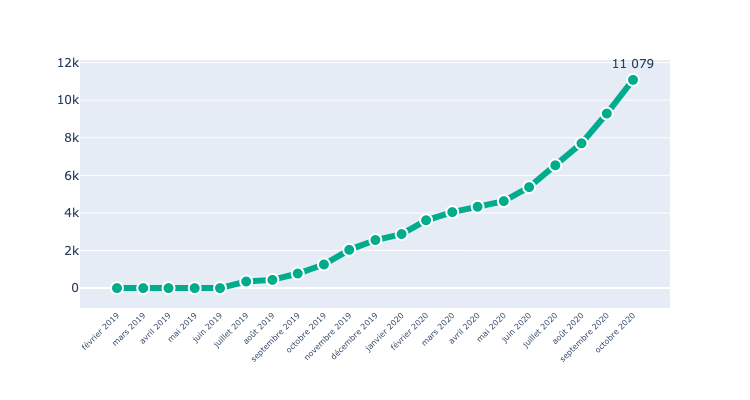 11 079
12k
10k
8k
6k
4k
2k
0
février 2019
mars 2019
avril 2019
mai 2019
juin 2019
juillet 2019
août 2019
septembre 2019
octobre 2019
novembre 2019
décembre 2019
janvier 2020
février 2020
mars 2020
avril 2020
mai 2020
juin 2020
juillet 2020
août 2020
septembre 2020
octobre 2020